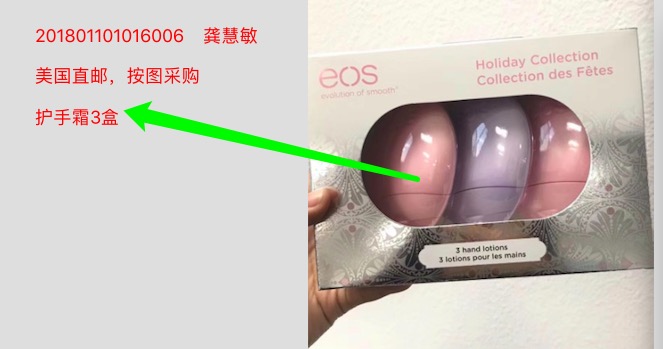 201801101016006 龚慧敏
美国直邮，按图采购
护手霜3盒
eos
evolution of smooth™
Holiday Collection
Collection des Fêtes
3 hand lotions
3 lotions pour les mains